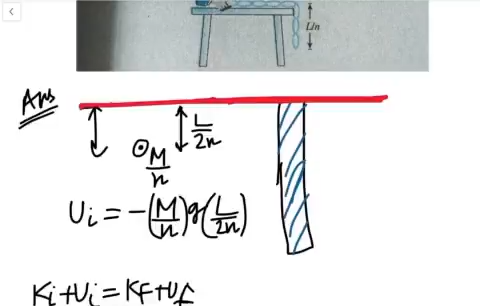 L/n
Ans
L/2n
M/n
Ui = -(M/n)g(L/2n)
Ki+Ui = Kf+Uf